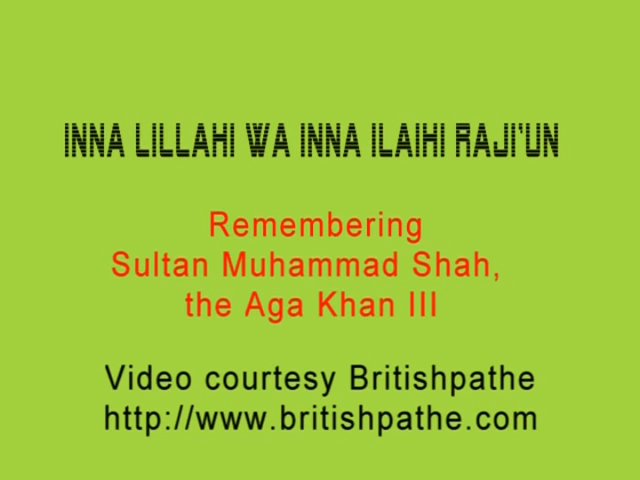 INNA LILLAHI WA INNA ILAIHI RAJI'UN
Remembering
Sultan Muhammad Shah,
the Aga Khan III
Video courtesy Britishpathe
http://www.britishpathe.com